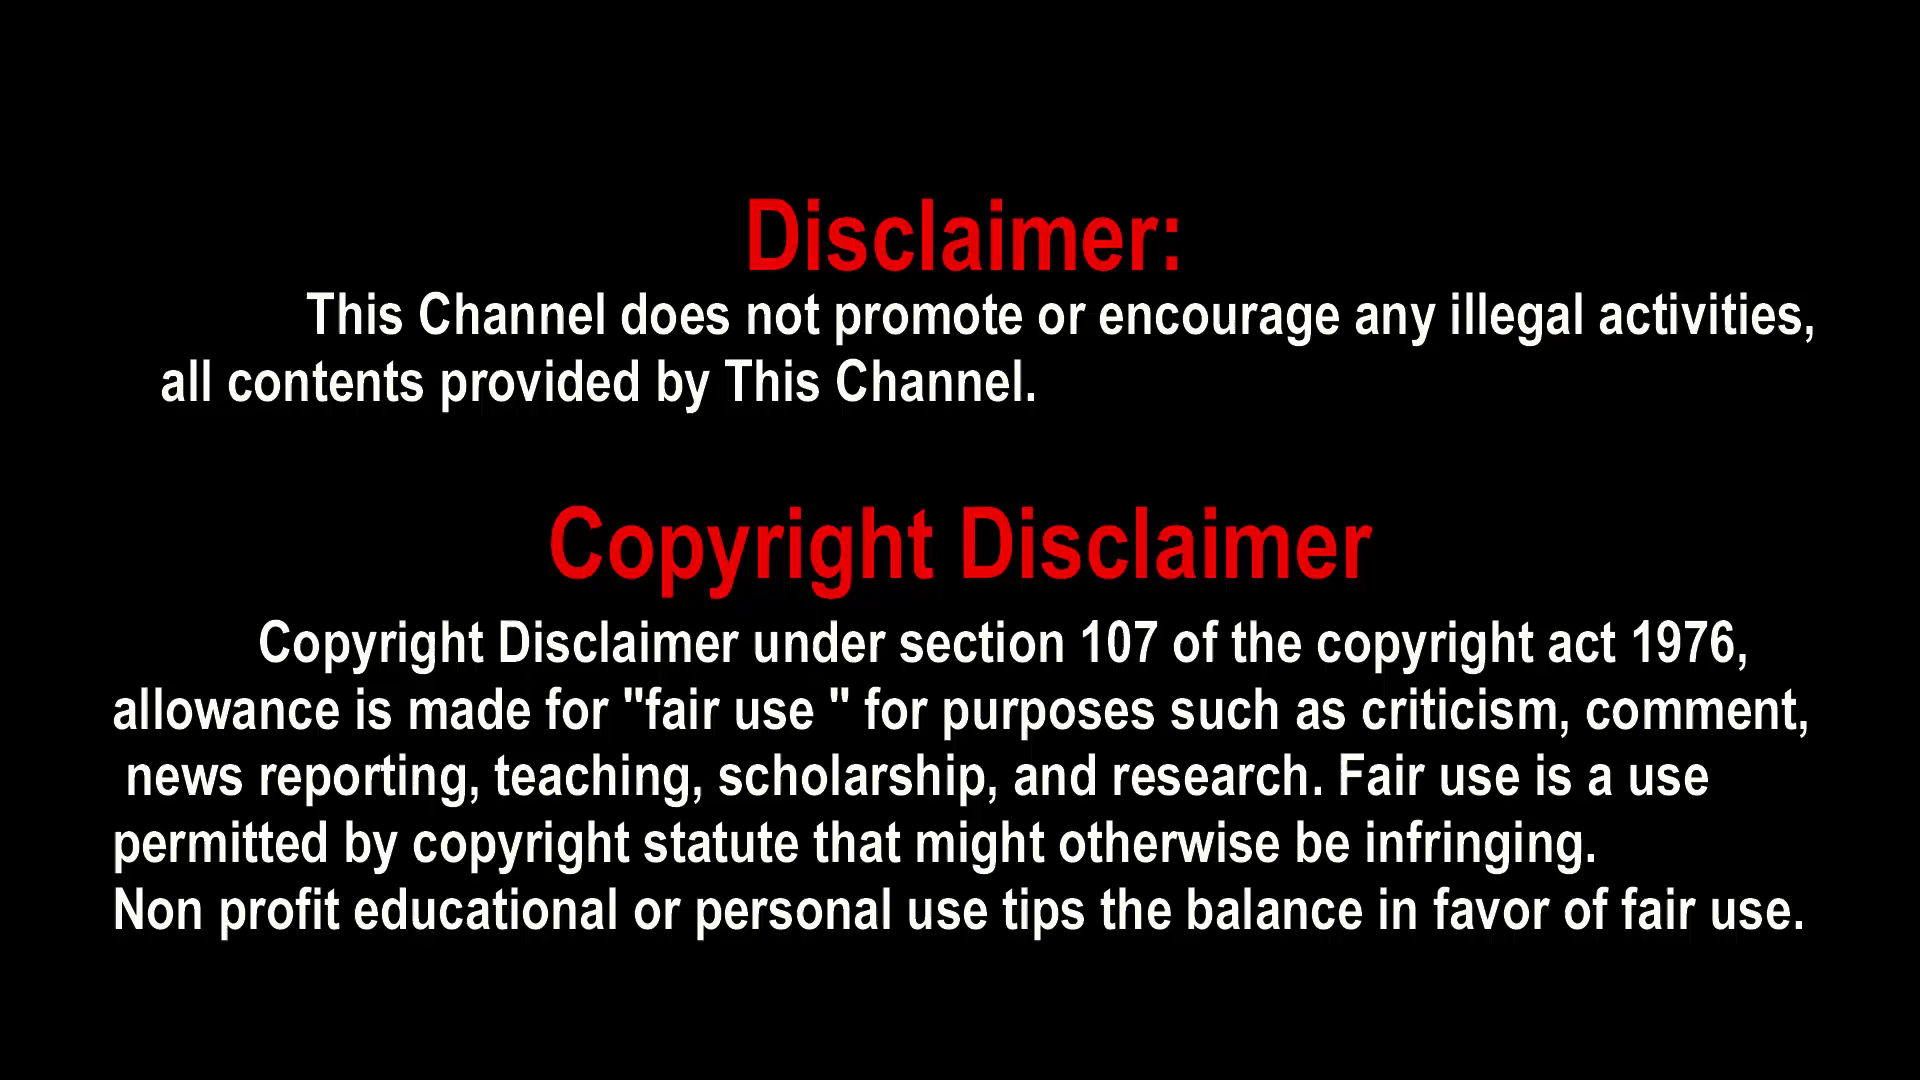 Disclaimer:
This Channel does not promote or encourage any illegal activities,
all contents provided by This Channel.
Copyright Disclaimer
Copyright Disclaimer under section 107 of the copyright act 1976,
allowance is made for "fair use " for purposes such as criticism, comment,
news reporting, teaching, scholarship, and research. Fair use is a use
permitted by copyright statute that might otherwise be infringing.
Non profit educational or personal use tips the balance in favor of fair use.